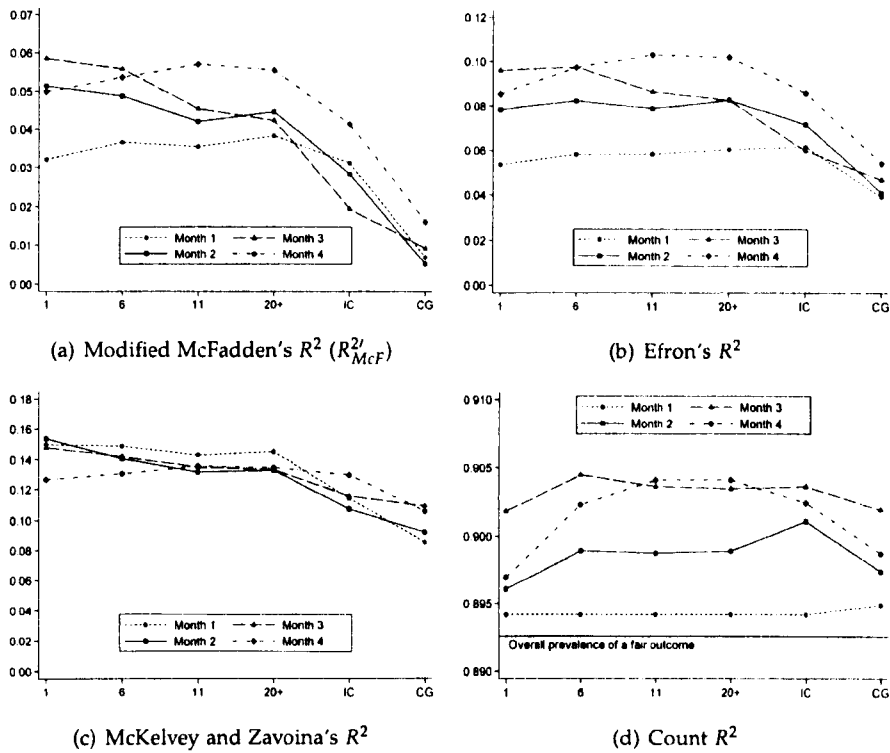 0.07
0.06
0.05
0.04
0.03
0.02
0.01
0.00
Month 1
Month 3
Month 2
Month 4
1
6
11
20+
IC
CG
(a) Modified McFadden's R² (R²′McF)
0.12
0.10
0.08
0.06
0.04
0.02
0.00
Month 1
Month 3
Month 2
Month 4
1
6
11
20+
IC
CG
(b) Efron's R²
0.18
0.16
0.14
0.12
0.10
0.08
0.06
0.04
0.02
0.00
Month 1
Month 3
Month 2
Month 4
1
6
11
20+
IC
CG
(c) McKelvey and Zavoina's R²
0.910
0.905
0.900
0.895
0.890
Month 1
Month 3
Month 2
Month 4
Overall prevalence of a fair outcome
1
6
11
20+
IC
CG
(d) Count R²